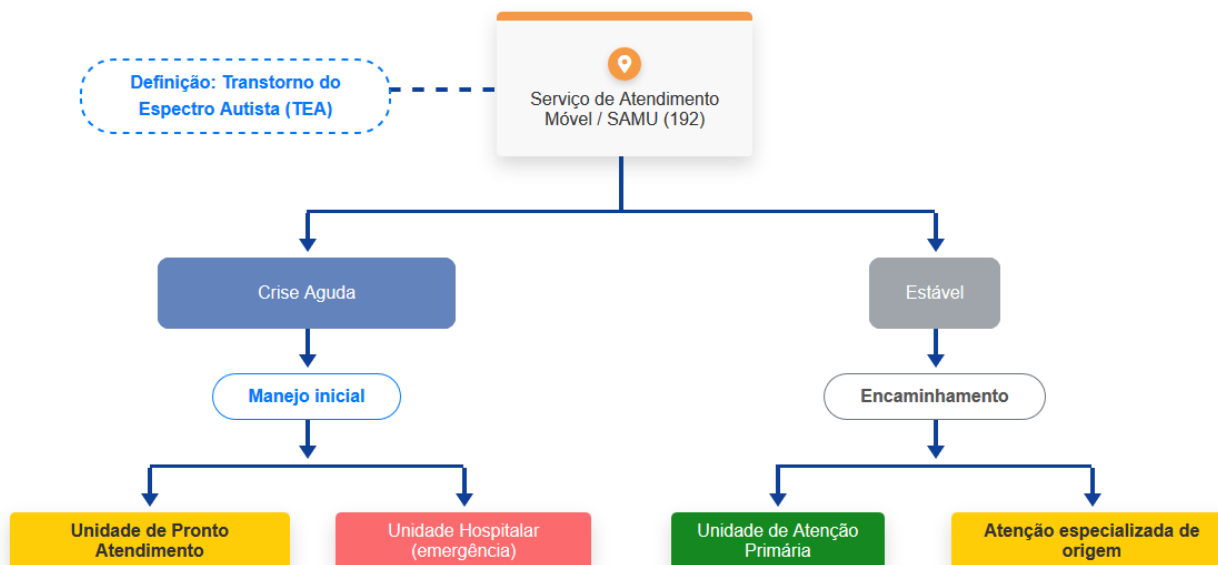 Definição: Transtorno do
Espectro Autista (TEA)
Serviço de Atendimento
Móvel / SAMU (192)
Crise Aguda
Estável
Manejo inicial
Encaminhamento
Unidade de Pronto
Atendimento
Unidade Hospitalar
(emergência)
Unidade de Atenção
Primária
Atenção especializada de
origem